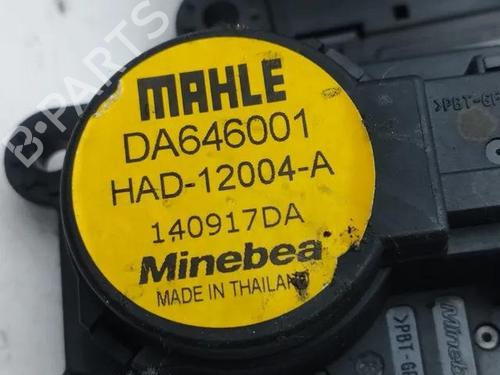 MAHLE
DA646001
HAD-12004-A
140917DA
Minebea
MADE IN THAILAND
B-PARTS
>PBT-GF
>PBT-GF
Minebea